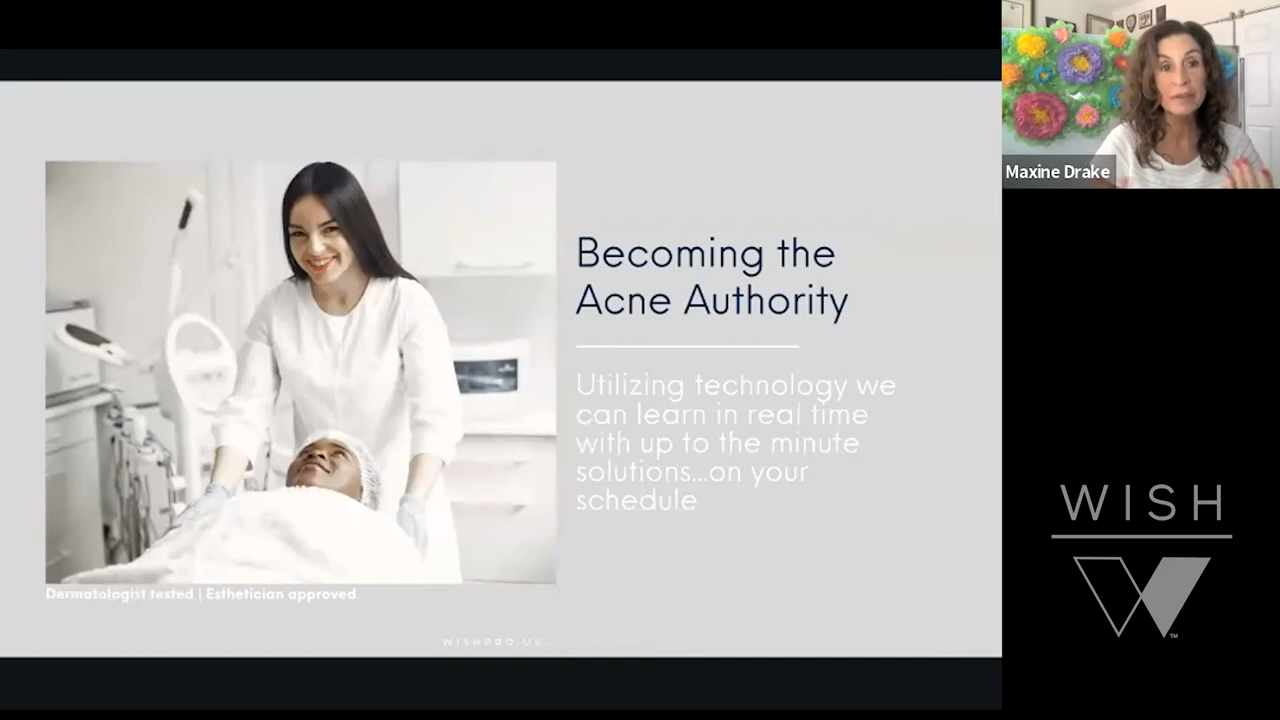 Maxine Drake
Becoming the
Acne Authority
Utilizing technology we
can learn in real time
with up to the minute
solutions...on your
schedule
Dermatologist tested | Esthetician approved
WISHPRO.US
WISH
W™